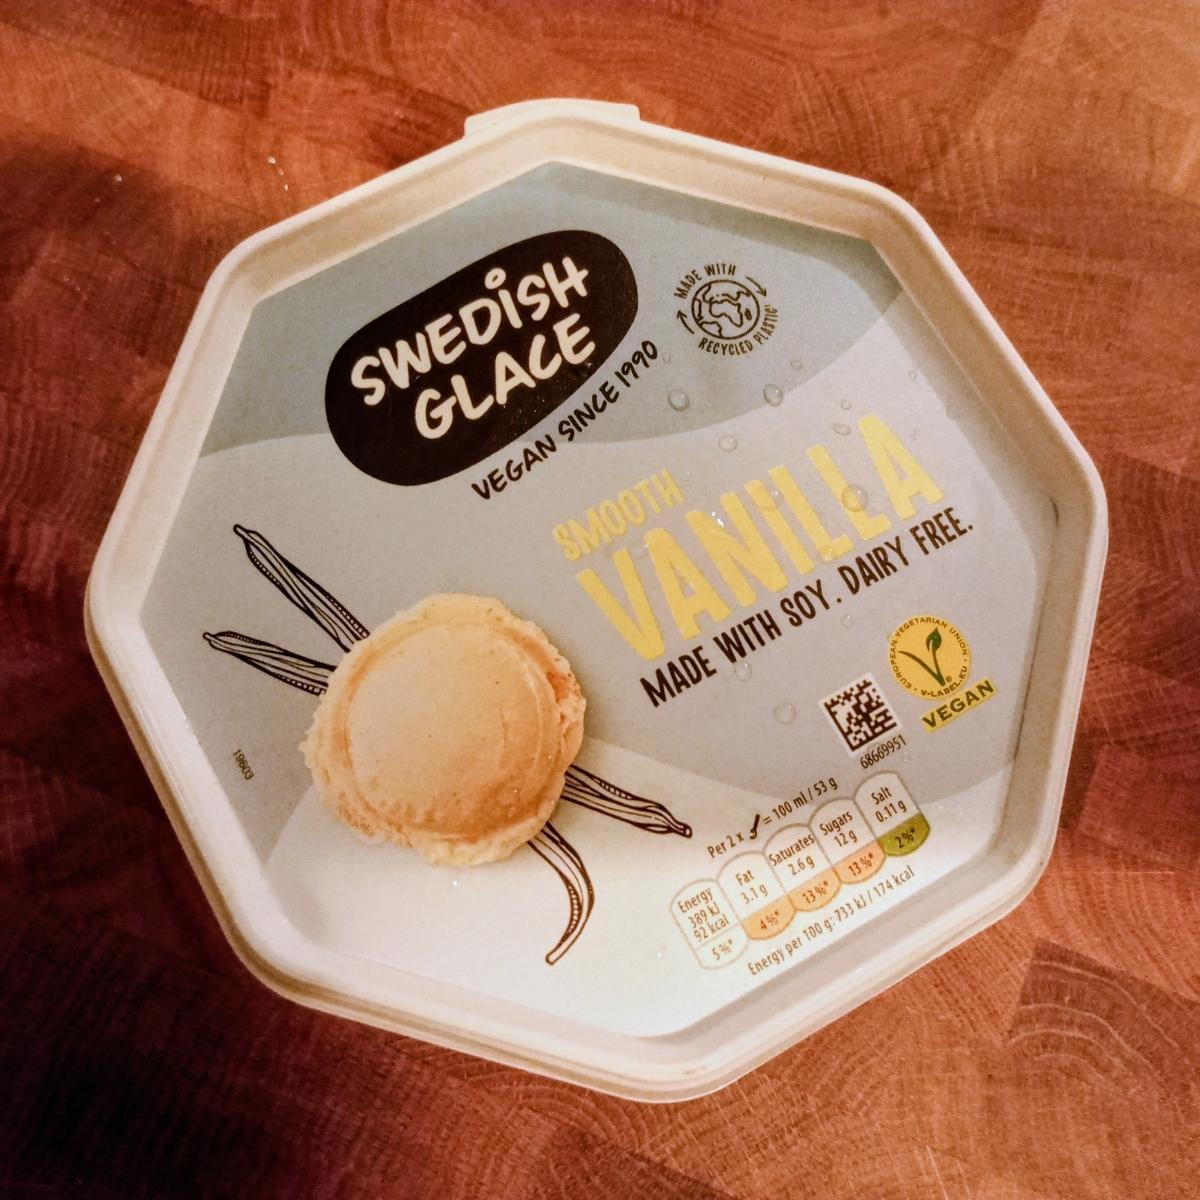 SWEDISH
GLACE
VEGAN SINCE 1990
MADE WITH
RECYCLED PLASTIC
SMOOTH
VANILLA
MADE WITH SOY. DAIRY FREE.
EUROPEAN VEGETARIAN UNION
V-LABEL.EU
VEGAN
68669951
19603
Per 2 x = 100 ml / 53 g
Energy
389 kJ
92 kcal
5%*
Fat
3.1 g
4%*
Saturates
2.6 g
13%*
Sugars
12 g
13%*
Salt
0.11 g
2%*
Energy per 100 g: 733 kJ / 174 kcal